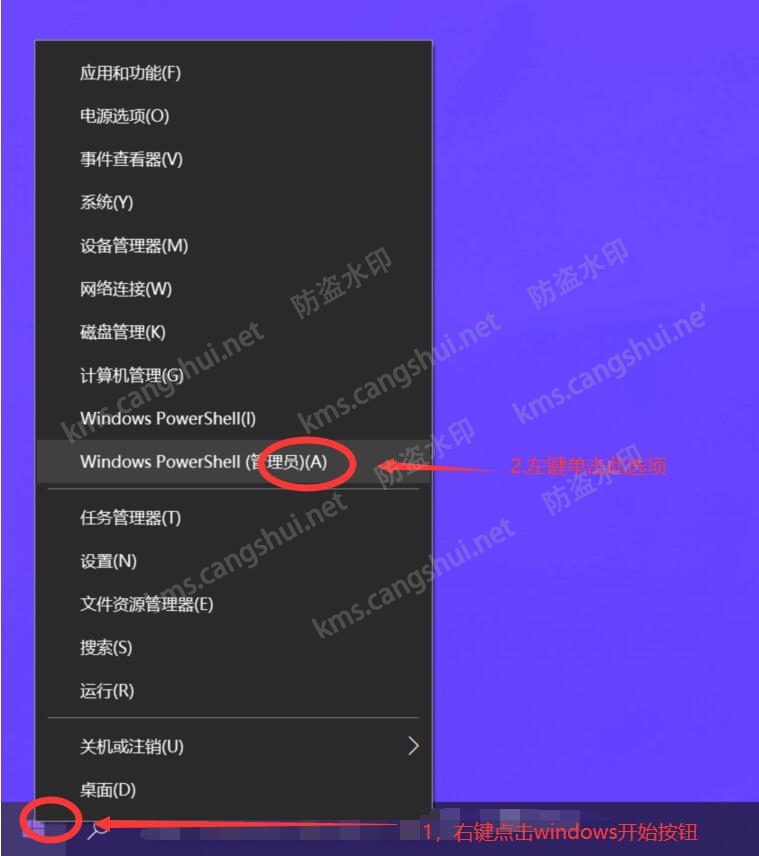 应用和功能(F)
电源选项(O)
事件查看器(V)
系统(Y)
设备管理器(M)
网络连接(W)
磁盘管理(K)
计算机管理(G)
Windows PowerShell(I)
Windows PowerShell (管理员)(A)
2.左键单击此选项
任务管理器(T)
设置(N)
文件资源管理器(E)
搜索(S)
运行(R)
关机或注销(U)
桌面(D)
1，右键点击windows开始按钮
防盗水印
防盗水印
kms.cangshui.net
kms.cangshui.net
kms.cangshui.ne
防盗水印
防盗水印
kms.cangshui.net
kms.cangshui.net